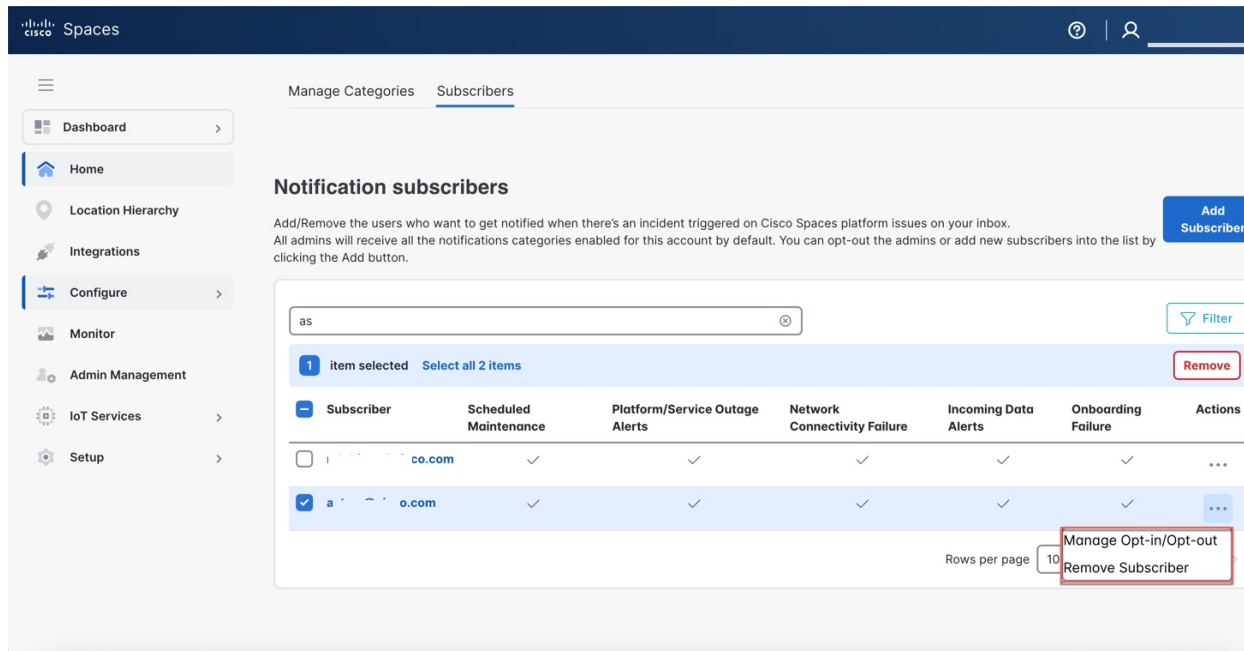 cisco Spaces
Manage Categories Subscribers
Dashboard
Home
Location Hierarchy
Integrations
Configure
Monitor
Admin Management
IoT Services
Setup
Notification subscribers
Add/Remove the users who want to get notified when there's an incident triggered on Cisco Spaces platform issues on your inbox.
All admins will receive all the notifications categories enabled for this account by default. You can opt-out the admins or add new subscribers into the list by
clicking the Add button.
Add
Subscriber
as
Filter
1 item selected Select all 2 items
Remove
Subscriber
Scheduled
Maintenance
Platform/Service Outage
Alerts
Network
Connectivity Failure
Incoming Data
Alerts
Onboarding
Failure
Actions
co.com
a o.com
Manage Opt-in/Opt-out
Remove Subscriber
Rows per page 10